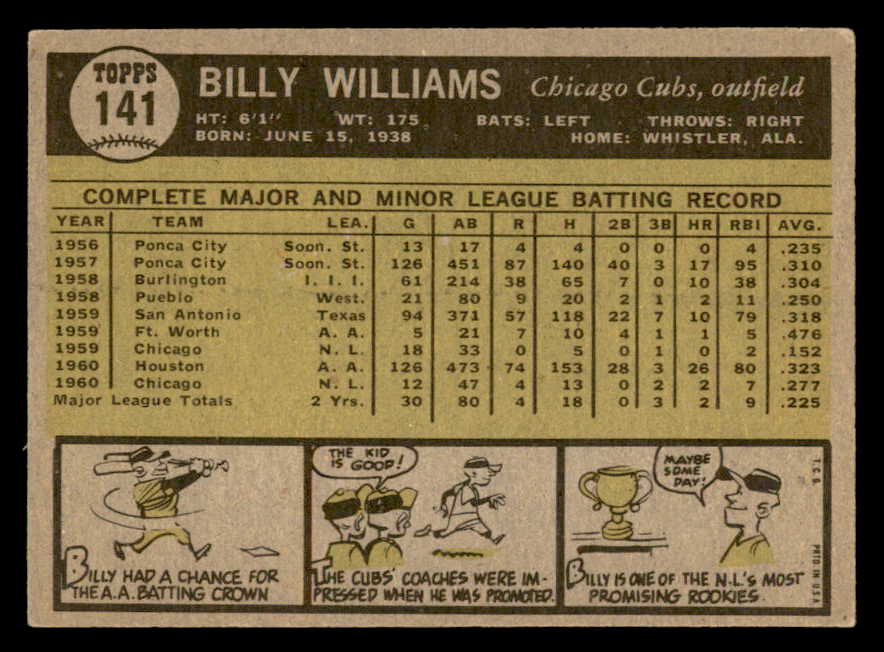 TOPPS
141
BILLY WILLIAMS Chicago Cubs, outfield
HT: 6'1" WT: 175 BATS: LEFT THROWS: RIGHT
BORN: JUNE 15, 1938 HOME: WHISTLER, ALA.
COMPLETE MAJOR AND MINOR LEAGUE BATTING RECORD
YEAR TEAM LEA. G AB R H 2B 3B HR RBI AVG.
1956 Ponca City Soon. St. 13 17 4 4 0 0 0 4 .235
1957 Ponca City Soon. St. 126 451 87 140 40 3 17 95 .310
1958 Burlington I. I. I. 61 214 38 65 7 0 10 38 .304
1958 Pueblo West. 21 80 9 20 2 1 2 11 .250
1959 San Antonio Texas 94 371 57 118 22 7 10 79 .318
1959 Ft. Worth A. A. 5 21 7 10 4 1 1 5 .476
1959 Chicago N. L. 18 33 0 5 0 1 0 2 .152
1960 Houston A. A. 126 473 74 153 28 3 26 80 .323
1960 Chicago N. L. 12 47 4 13 0 2 2 7 .277
Major League Totals 2 Yrs. 30 80 4 18 0 3 2 9 .225
BILLY HAD A CHANCE FOR
THE A.A. BATTING CROWN
THE KID
IS GOOD!
THE CUBS' COACHES WERE IM-
PRESSED WHEN HE WAS PROMOTED.
MAYBE
SOME
DAY!
BILLY IS ONE OF THE N.L.'S MOST
PROMISING ROOKIES.
T.C.G. PRTD. IN U.S.A.